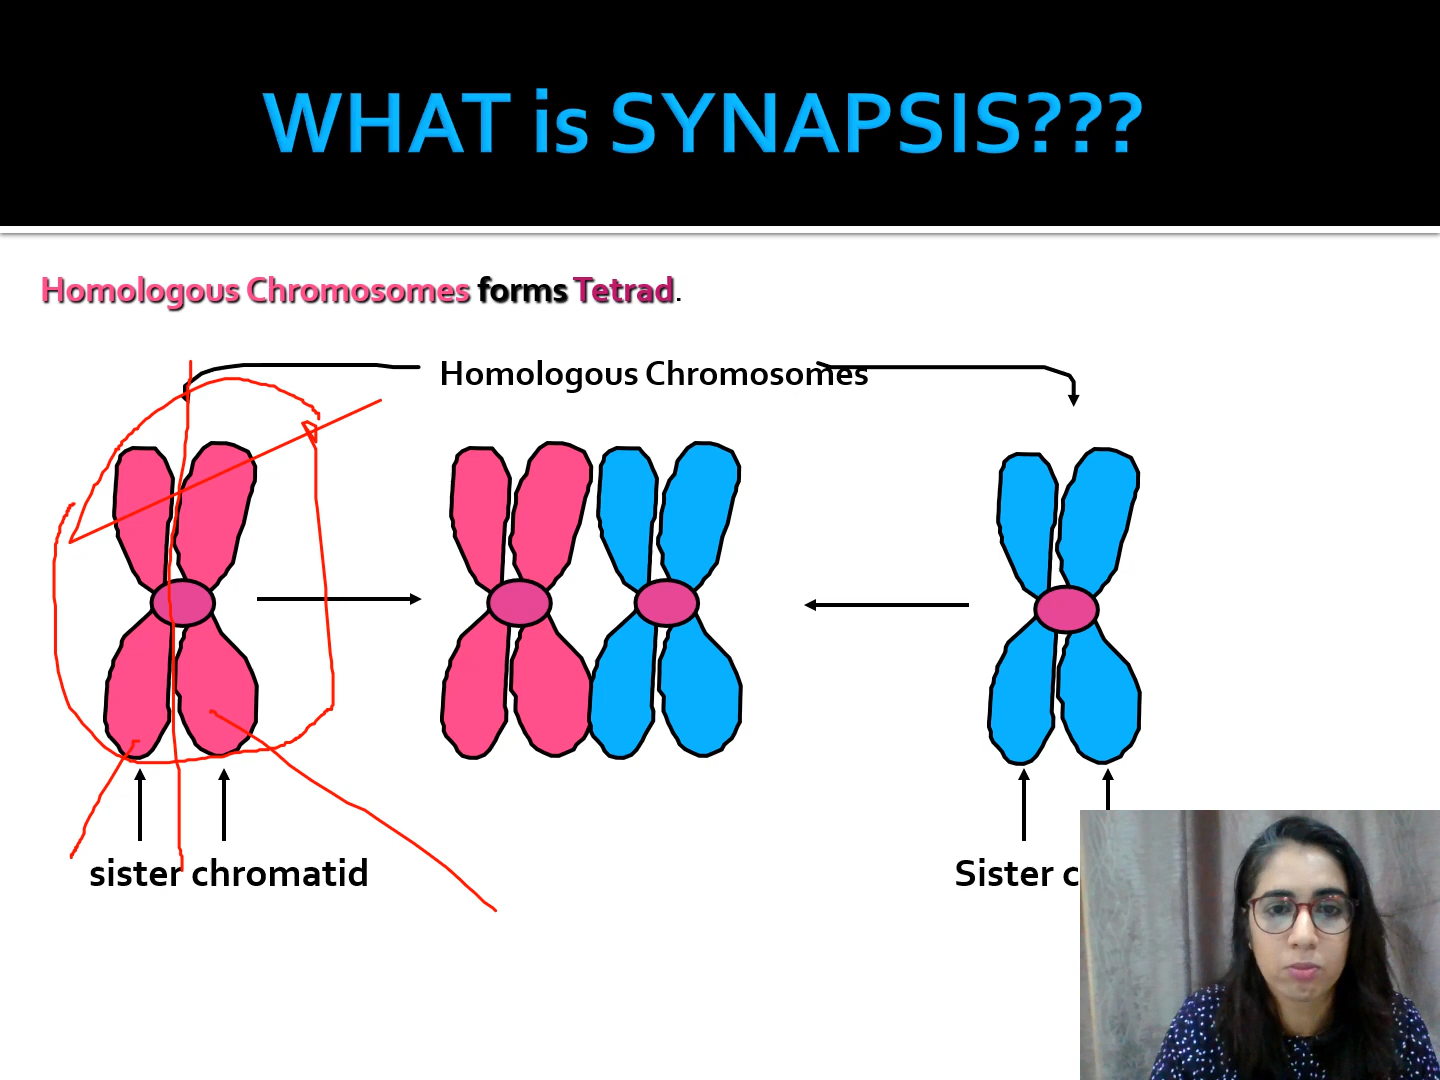 WHAT is SYNAPSIS???
Homologous Chromosomes forms Tetrad.
Homologous Chromosomes
sister chromatid
Sister c